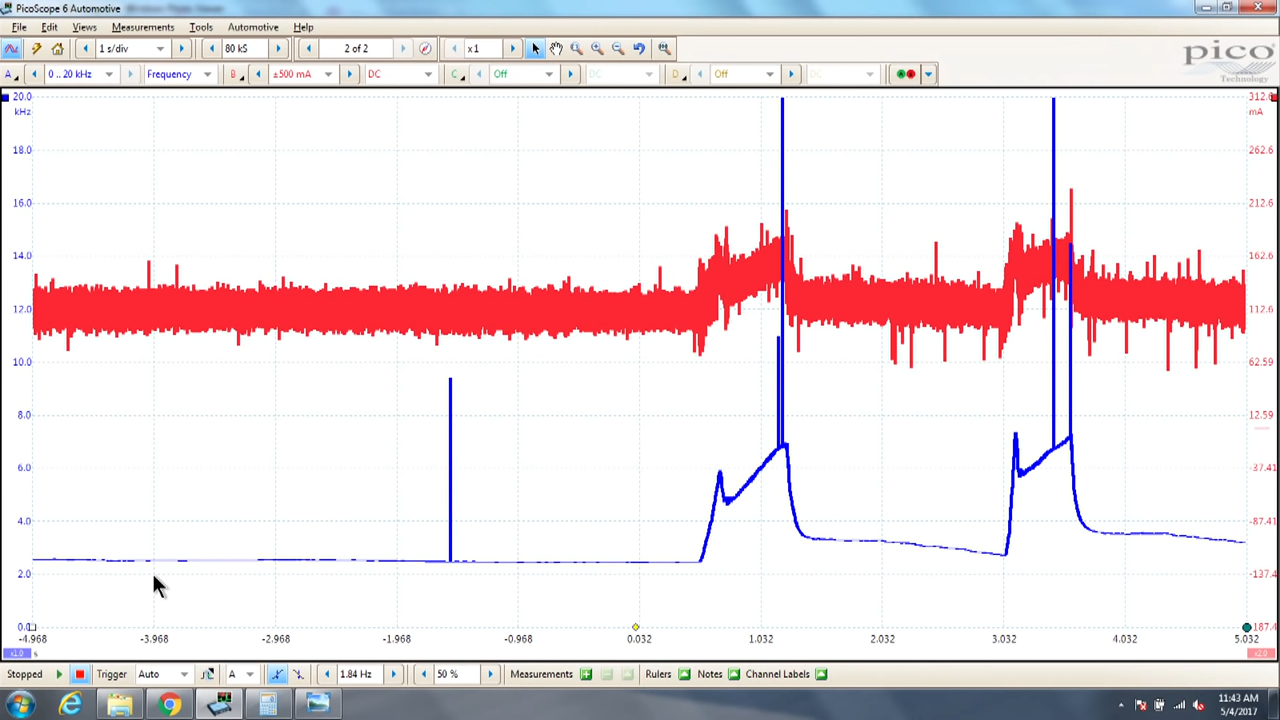 PicoScope 6 Automotive
File Edit Views Measurements Tools Automotive Help
1 s/div 80 kS 2 of 2 x1
pico
Technology
A 0 .. 20 kHz Frequency B ±500 mA DC C Off DC D Off DC
20.0 312.6
kHz mA
18.0 262.6
16.0 212.6
14.0 162.6
12.0 112.6
10.0 62.59
8.0 12.59
6.0 -37.41
4.0 -87.41
2.0 -137.4
0.0 -187.4
-4.968 -3.968 -2.968 -1.968 -0.968 0.032 1.032 2.032 3.032 4.032 5.032
x1.0 s x2.0
Stopped Trigger Auto A 1.84 Hz 50 % Measurements Rulers Notes Channel Labels
11:43 AM
5/4/2017